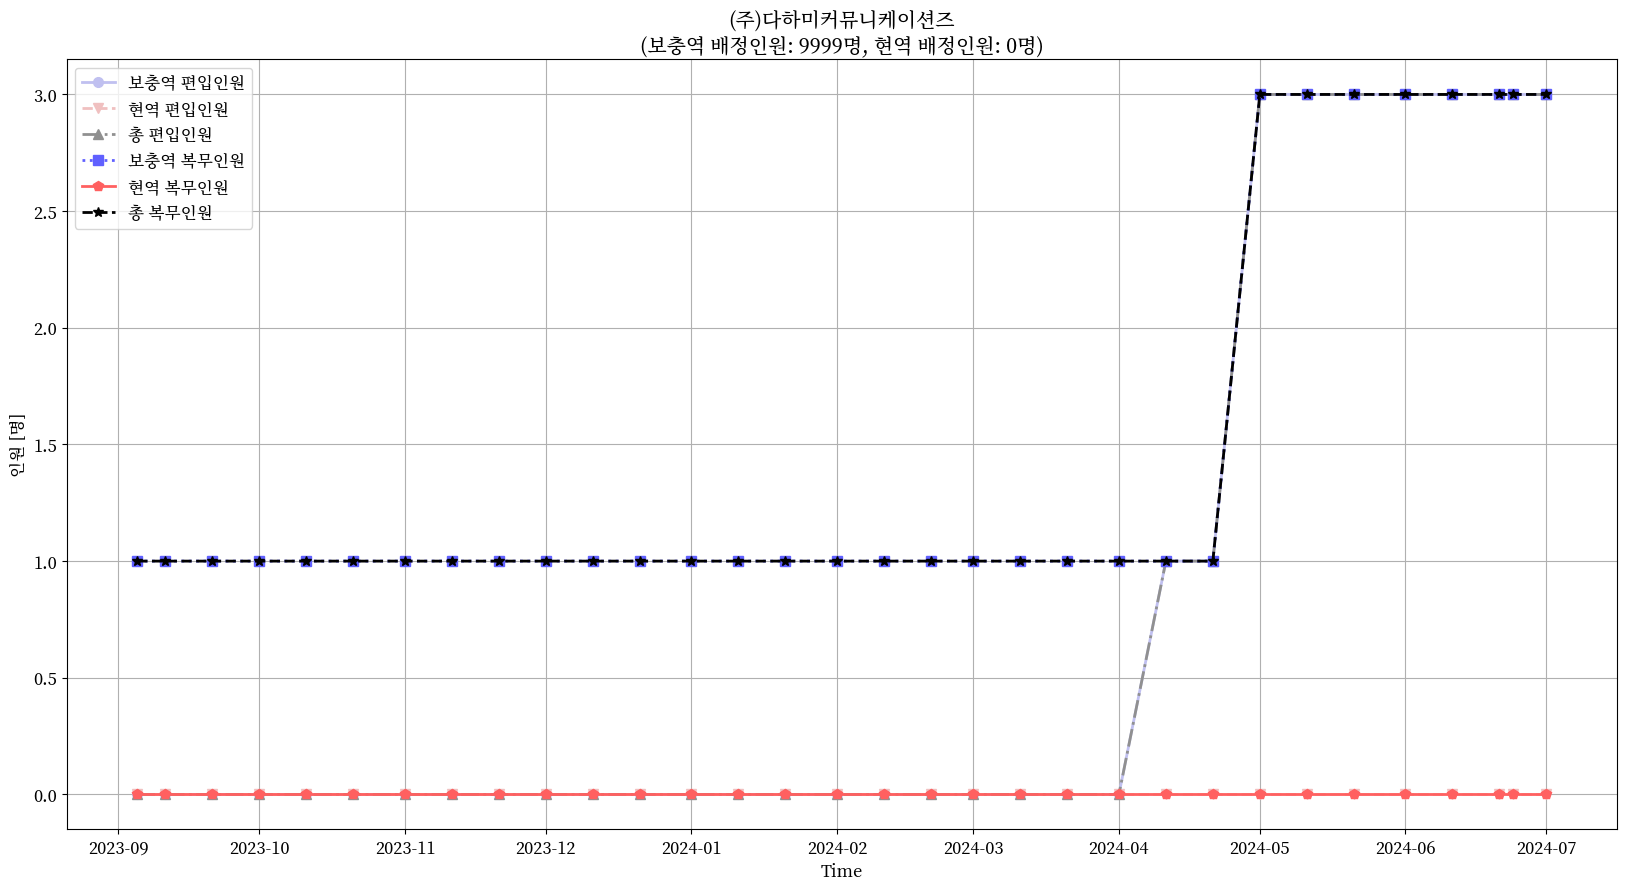 (주)다하미커뮤니케이션즈
(보충역 배정인원: 9999명, 현역 배정인원: 0명)
보충역 편입인원
현역 편입인원
총 편입인원
보충역 복무인원
현역 복무인원
총 복무인원
인원 [명]
3.0
2.5
2.0
1.5
1.0
0.5
0.0
2023-09 2023-10 2023-11 2023-12 2024-01 2024-02 2024-03 2024-04 2024-05 2024-06 2024-07
Time